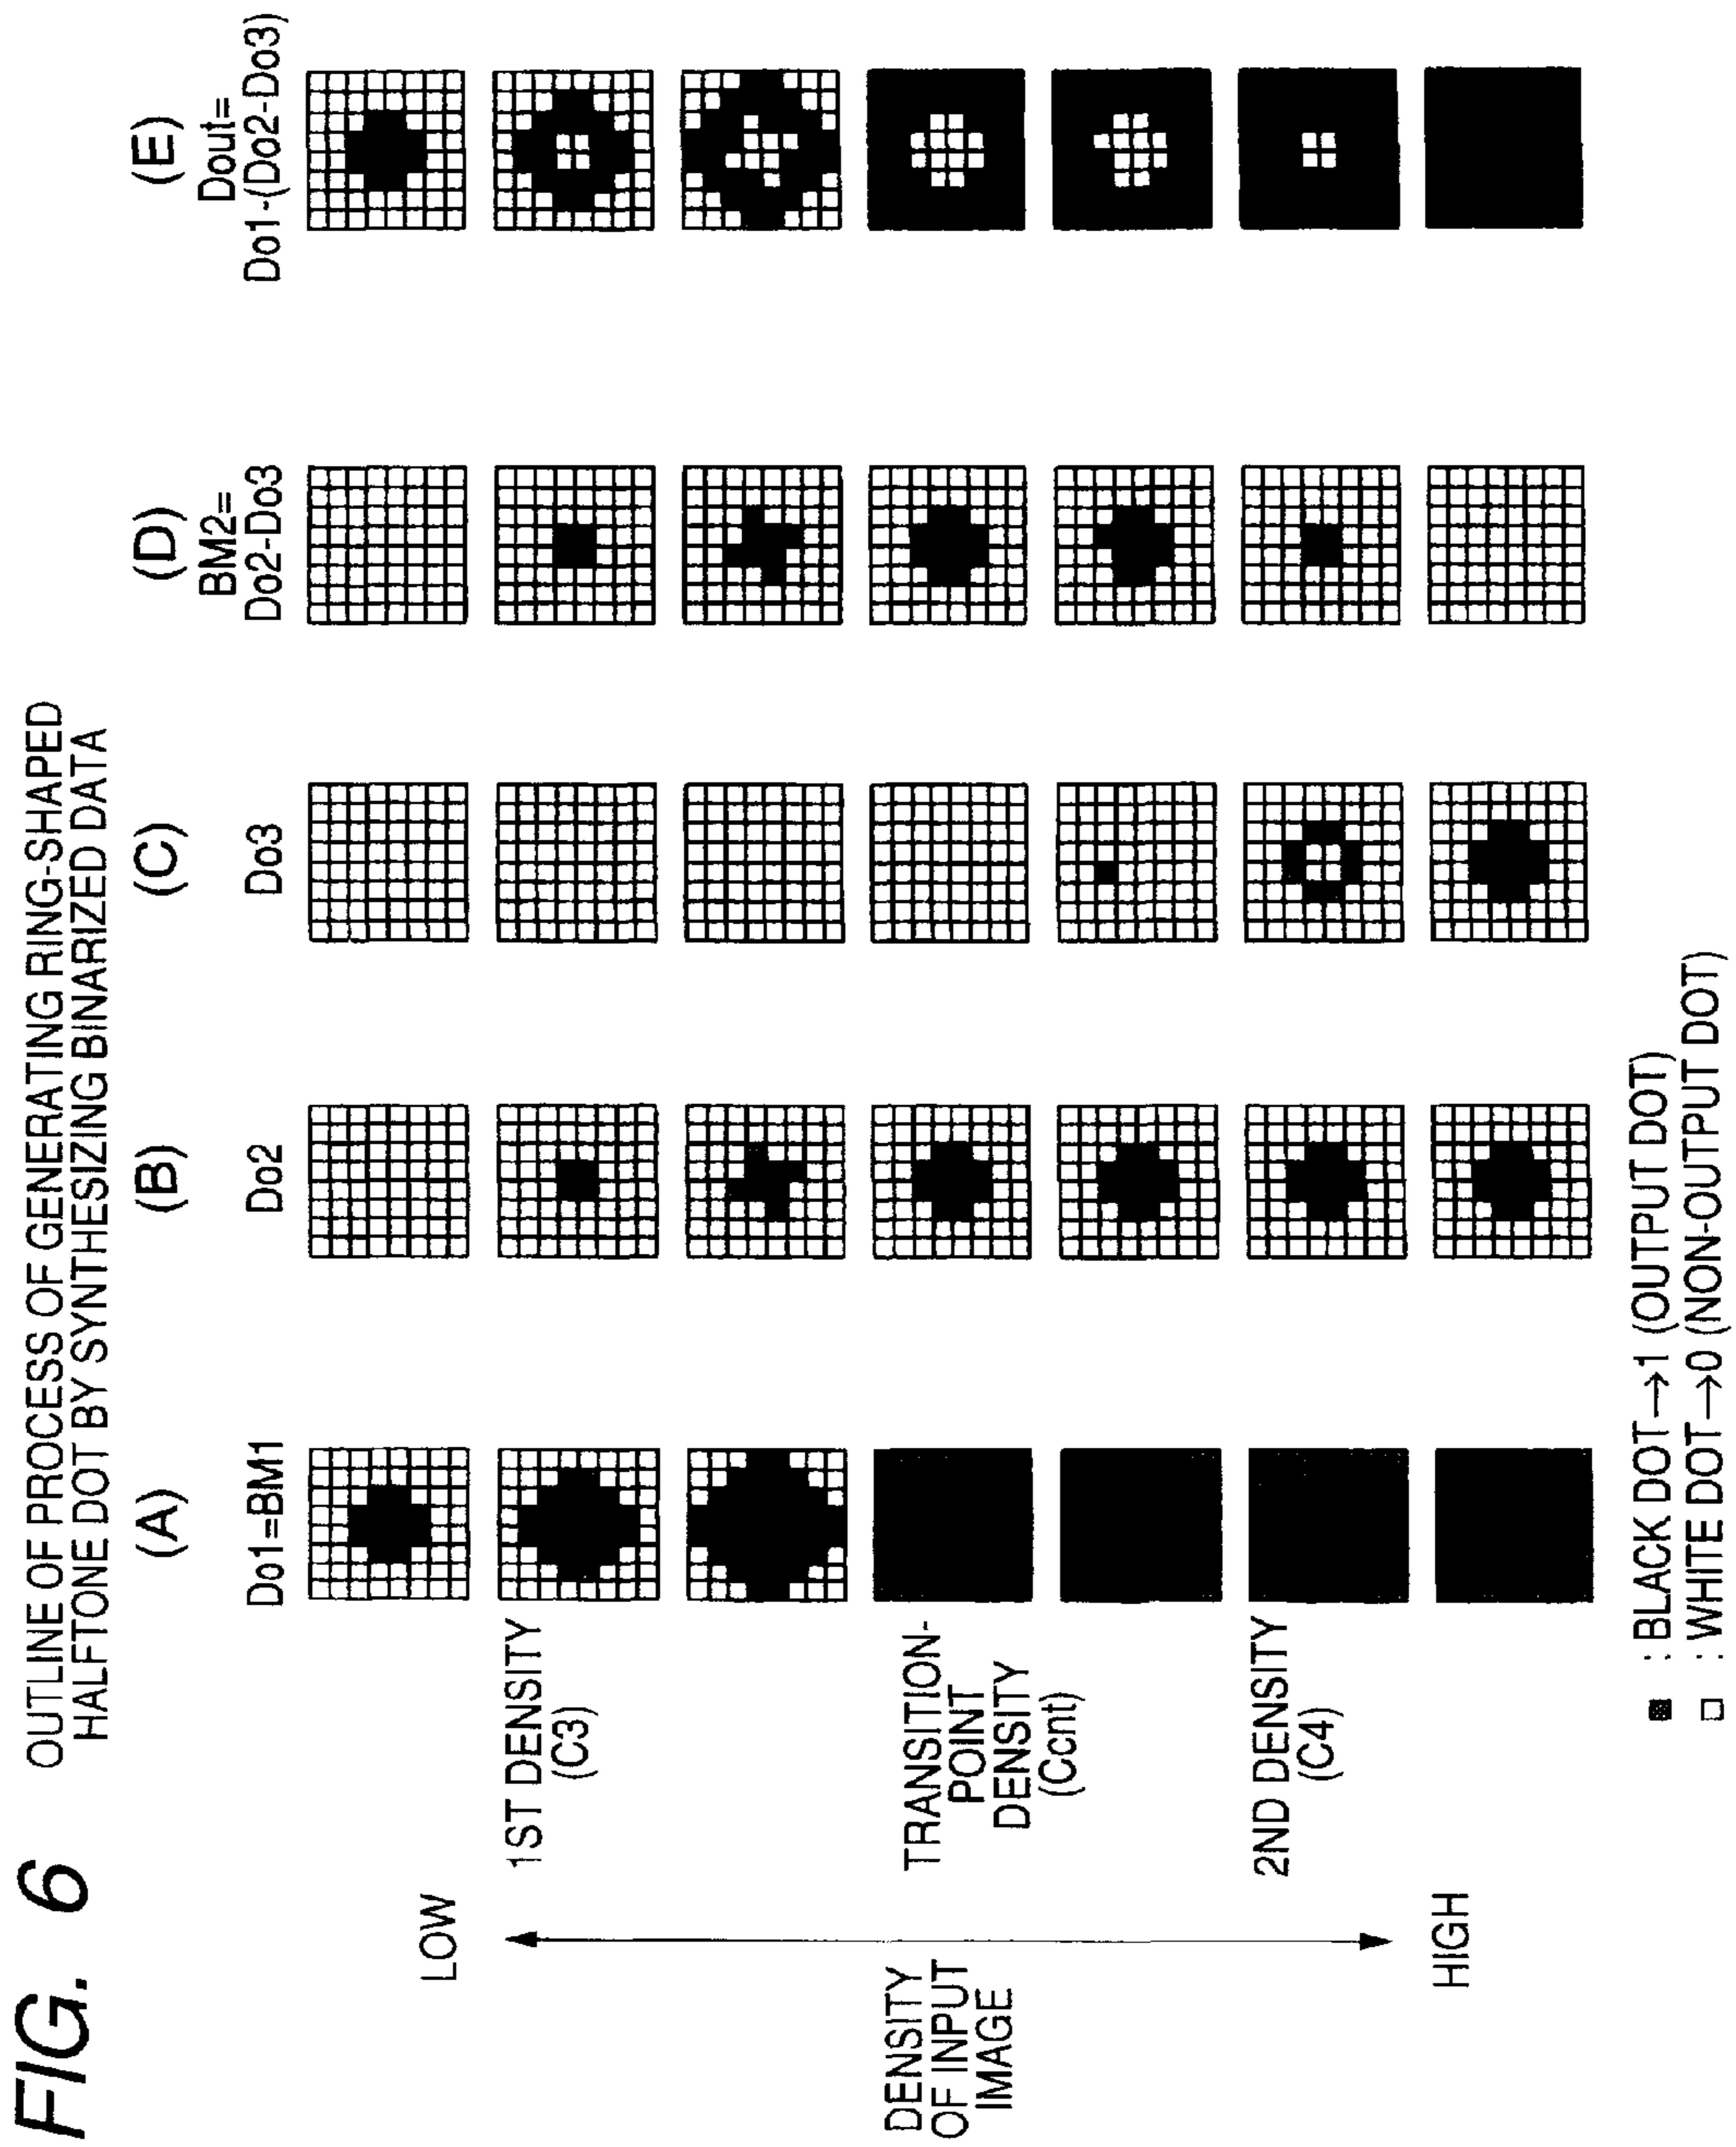 FIG. 6
OUTLINE OF PROCESS OF GENERATING RING-SHAPED
HALFTONE DOT BY SYNTHESIZING BINARIZED DATA
(A)
Do1=BM1
(B)
Do2
(C)
Do3
(D)
BM2=
Do2-Do3
(E)
Dout=
Do1-(Do2-Do3)
LOW
DENSITY
OF INPUT
IMAGE
HIGH
1ST DENSITY
(C3)
TRANSITION-
POINT
DENSITY
(Ccnt)
2ND DENSITY
(C4)
■ : BLACK DOT→1 (OUTPUT DOT)
□ : WHITE DOT→0 (NON-OUTPUT DOT)